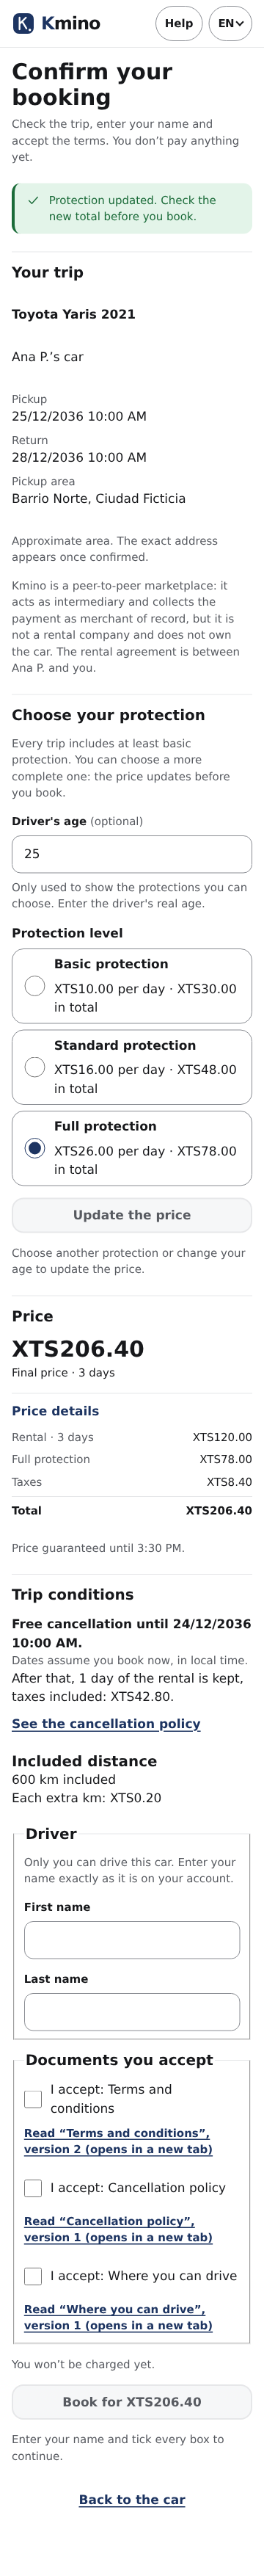 Kmino
Help
EN
Confirm your
booking
Check the trip, enter your name and
accept the terms. You don't pay anything
yet.
Protection updated. Check the
new total before you book.
Your trip
Toyota Yaris 2021
Ana P.'s car
Pickup
25/12/2036 10:00 AM
Return
28/12/2036 10:00 AM
Pickup area
Barrio Norte, Ciudad Ficticia
Approximate area. The exact address
appears once confirmed.
Kmino is a peer-to-peer marketplace: it
acts as intermediary and collects the
payment as merchant of record, but it is
not a rental company and does not own
the car. The rental agreement is between
Ana P. and you.
Choose your protection
Every trip includes at least basic
protection. You can choose a more
complete one: the price updates before
you book.
Driver's age (optional)
25
Only used to show the protections you can
choose. Enter the driver's real age.
Protection level
Basic protection
XTS10.00 per day · XTS30.00
in total
Standard protection
XTS16.00 per day · XTS48.00
in total
Full protection
XTS26.00 per day · XTS78.00
in total
Update the price
Choose another protection or change your
age to update the price.
Price
XTS206.40
Final price · 3 days
Price details
Rental · 3 days XTS120.00
Full protection XTS78.00
Taxes XTS8.40
Total XTS206.40
Price guaranteed until 3:30 PM.
Trip conditions
Free cancellation until 24/12/2036
10:00 AM.
Dates assume you book now, in local time.
After that, 1 day of the rental is kept,
taxes included: XTS42.80.
See the cancellation policy
Included distance
600 km included
Each extra km: XTS0.20
Driver
Only you can drive this car. Enter your
name exactly as it is on your account.
First name
Last name
Documents you accept
I accept: Terms and
conditions
Read “Terms and conditions”,
version 2 (opens in a new tab)
I accept: Cancellation policy
Read “Cancellation policy”,
version 1 (opens in a new tab)
I accept: Where you can drive
Read “Where you can drive”,
version 1 (opens in a new tab)
You won't be charged yet.
Book for XTS206.40
Enter your name and tick every box to
continue.
Back to the car